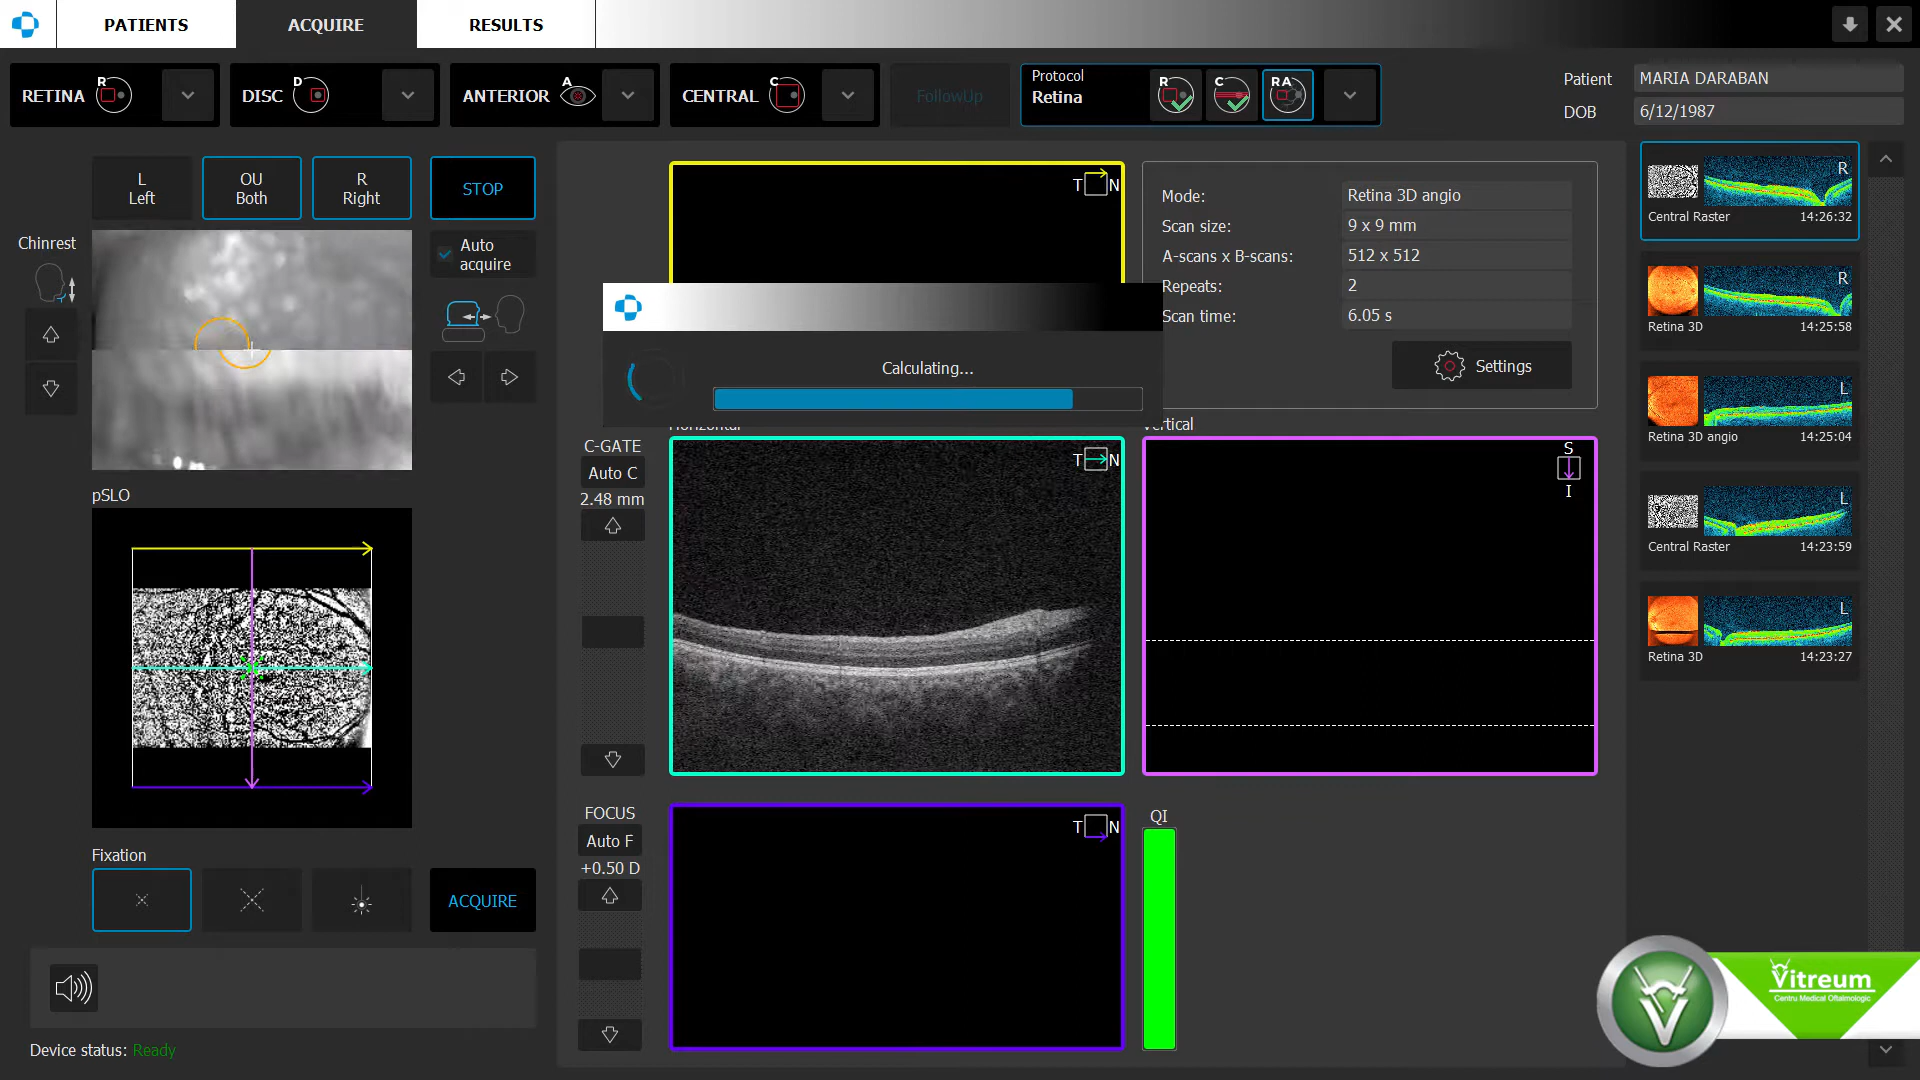 PATIENTS
ACQUIRE
RESULTS
RETINA R
DISC D
ANTERIOR A
CENTRAL C
FollowUp
Protocol
Retina
R
C
R A
Patient
MARIA DARABAN
DOB
6/12/1987
L
Left
OU
Both
R
Right
STOP
Chinrest
Auto
acquire
T N
Mode:
Retina 3D angio
Scan size:
9 x 9 mm
A-scans x B-scans:
512 x 512
Repeats:
2
Scan time:
6.05 s
Settings
Calculating...
Horizontal
Vertical
C-GATE
Auto C
2.48 mm
T N
S
I
pSLO
FOCUS
Auto F
+0.50 D
T N
QI
Fixation
ACQUIRE
Device status: Ready
R
Central Raster 14:26:32
R
Retina 3D 14:25:58
L
Retina 3D angio 14:25:04
L
Central Raster 14:23:59
L
Retina 3D 14:23:27
Vitreum
Centru Medical Oftalmologic